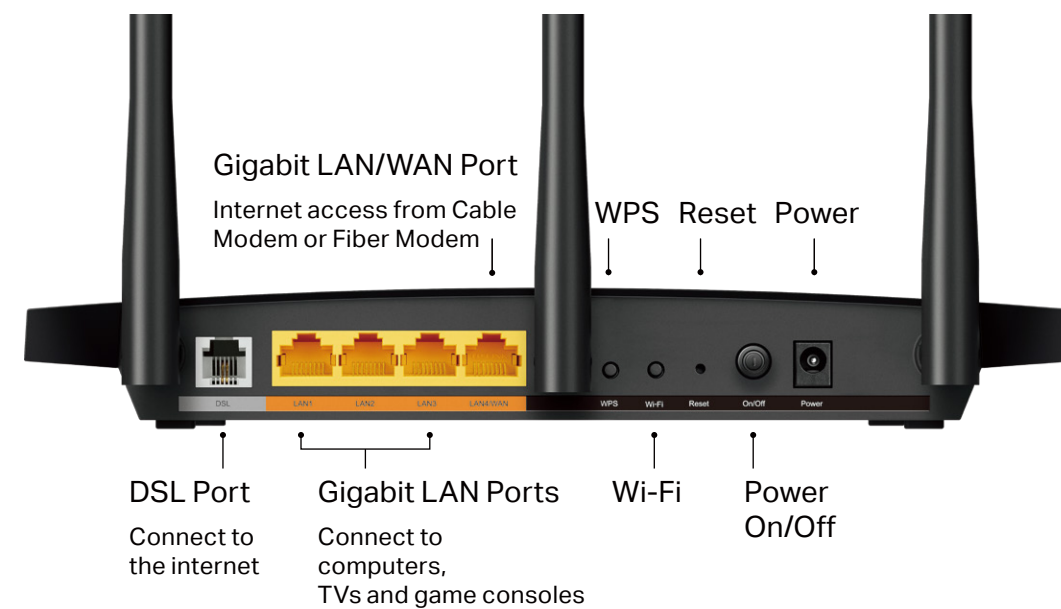 Gigabit LAN/WAN Port
Internet access from Cable
Modem or Fiber Modem
WPS
Reset
Power
DSL
LAN1
LAN2
LAN3
LAN4/WAN
WPS
Wi-Fi
Reset
On/Off
Power
DSL Port
Connect to
the internet
Gigabit LAN Ports
Connect to
computers,
TVs and game consoles
Wi-Fi
Power
On/Off